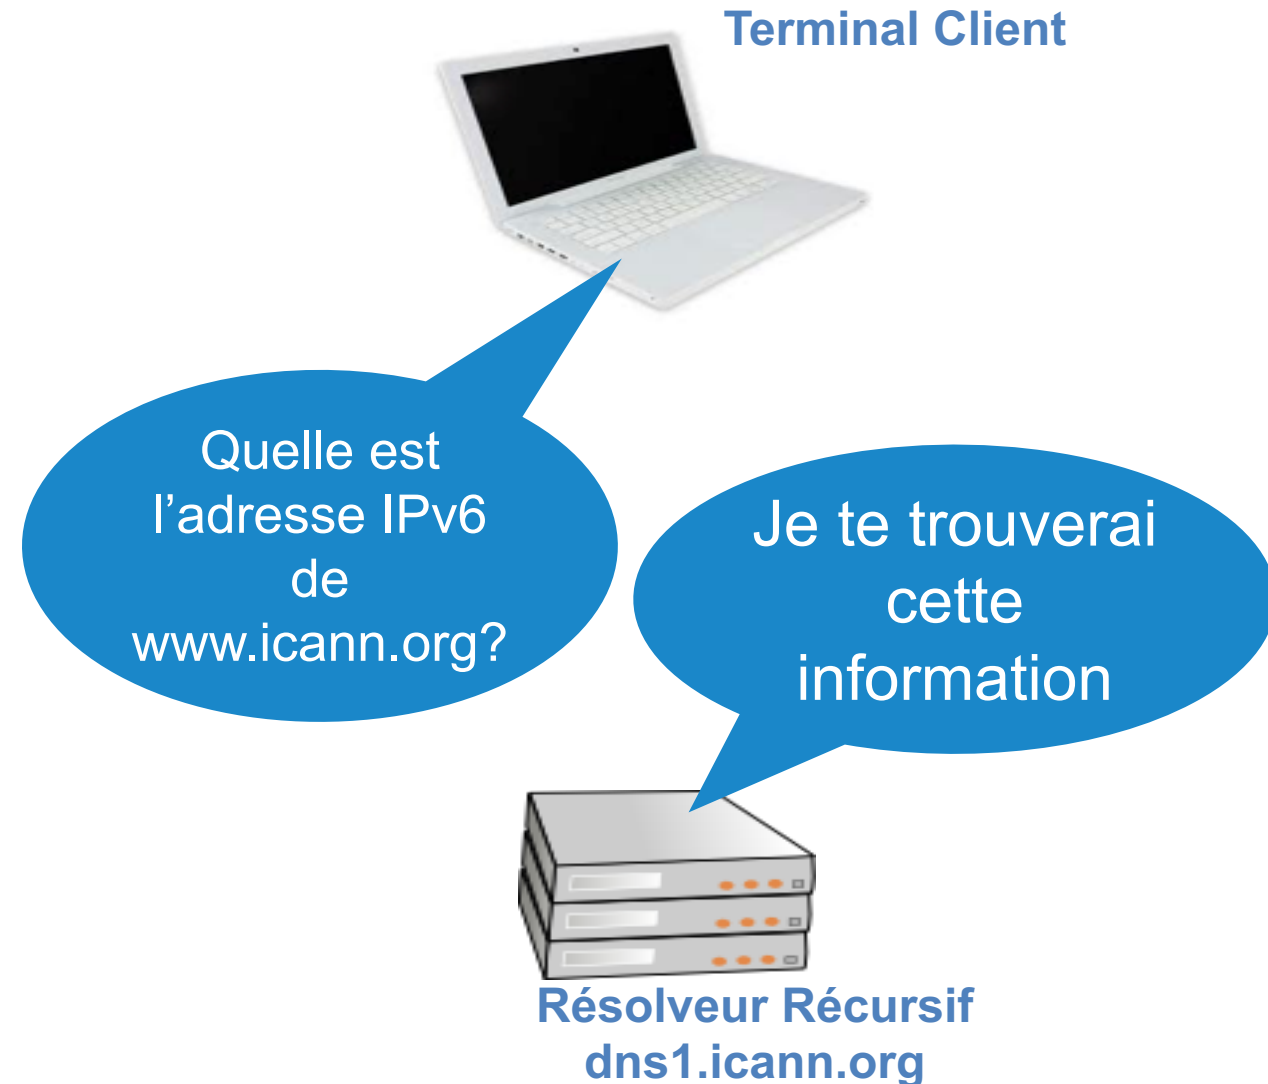 Terminal Client
Quelle est
l’adresse IPv6
de
www.icann.org?
Je te trouverai
cette
information
Résolveur Récursif
dns1.icann.org